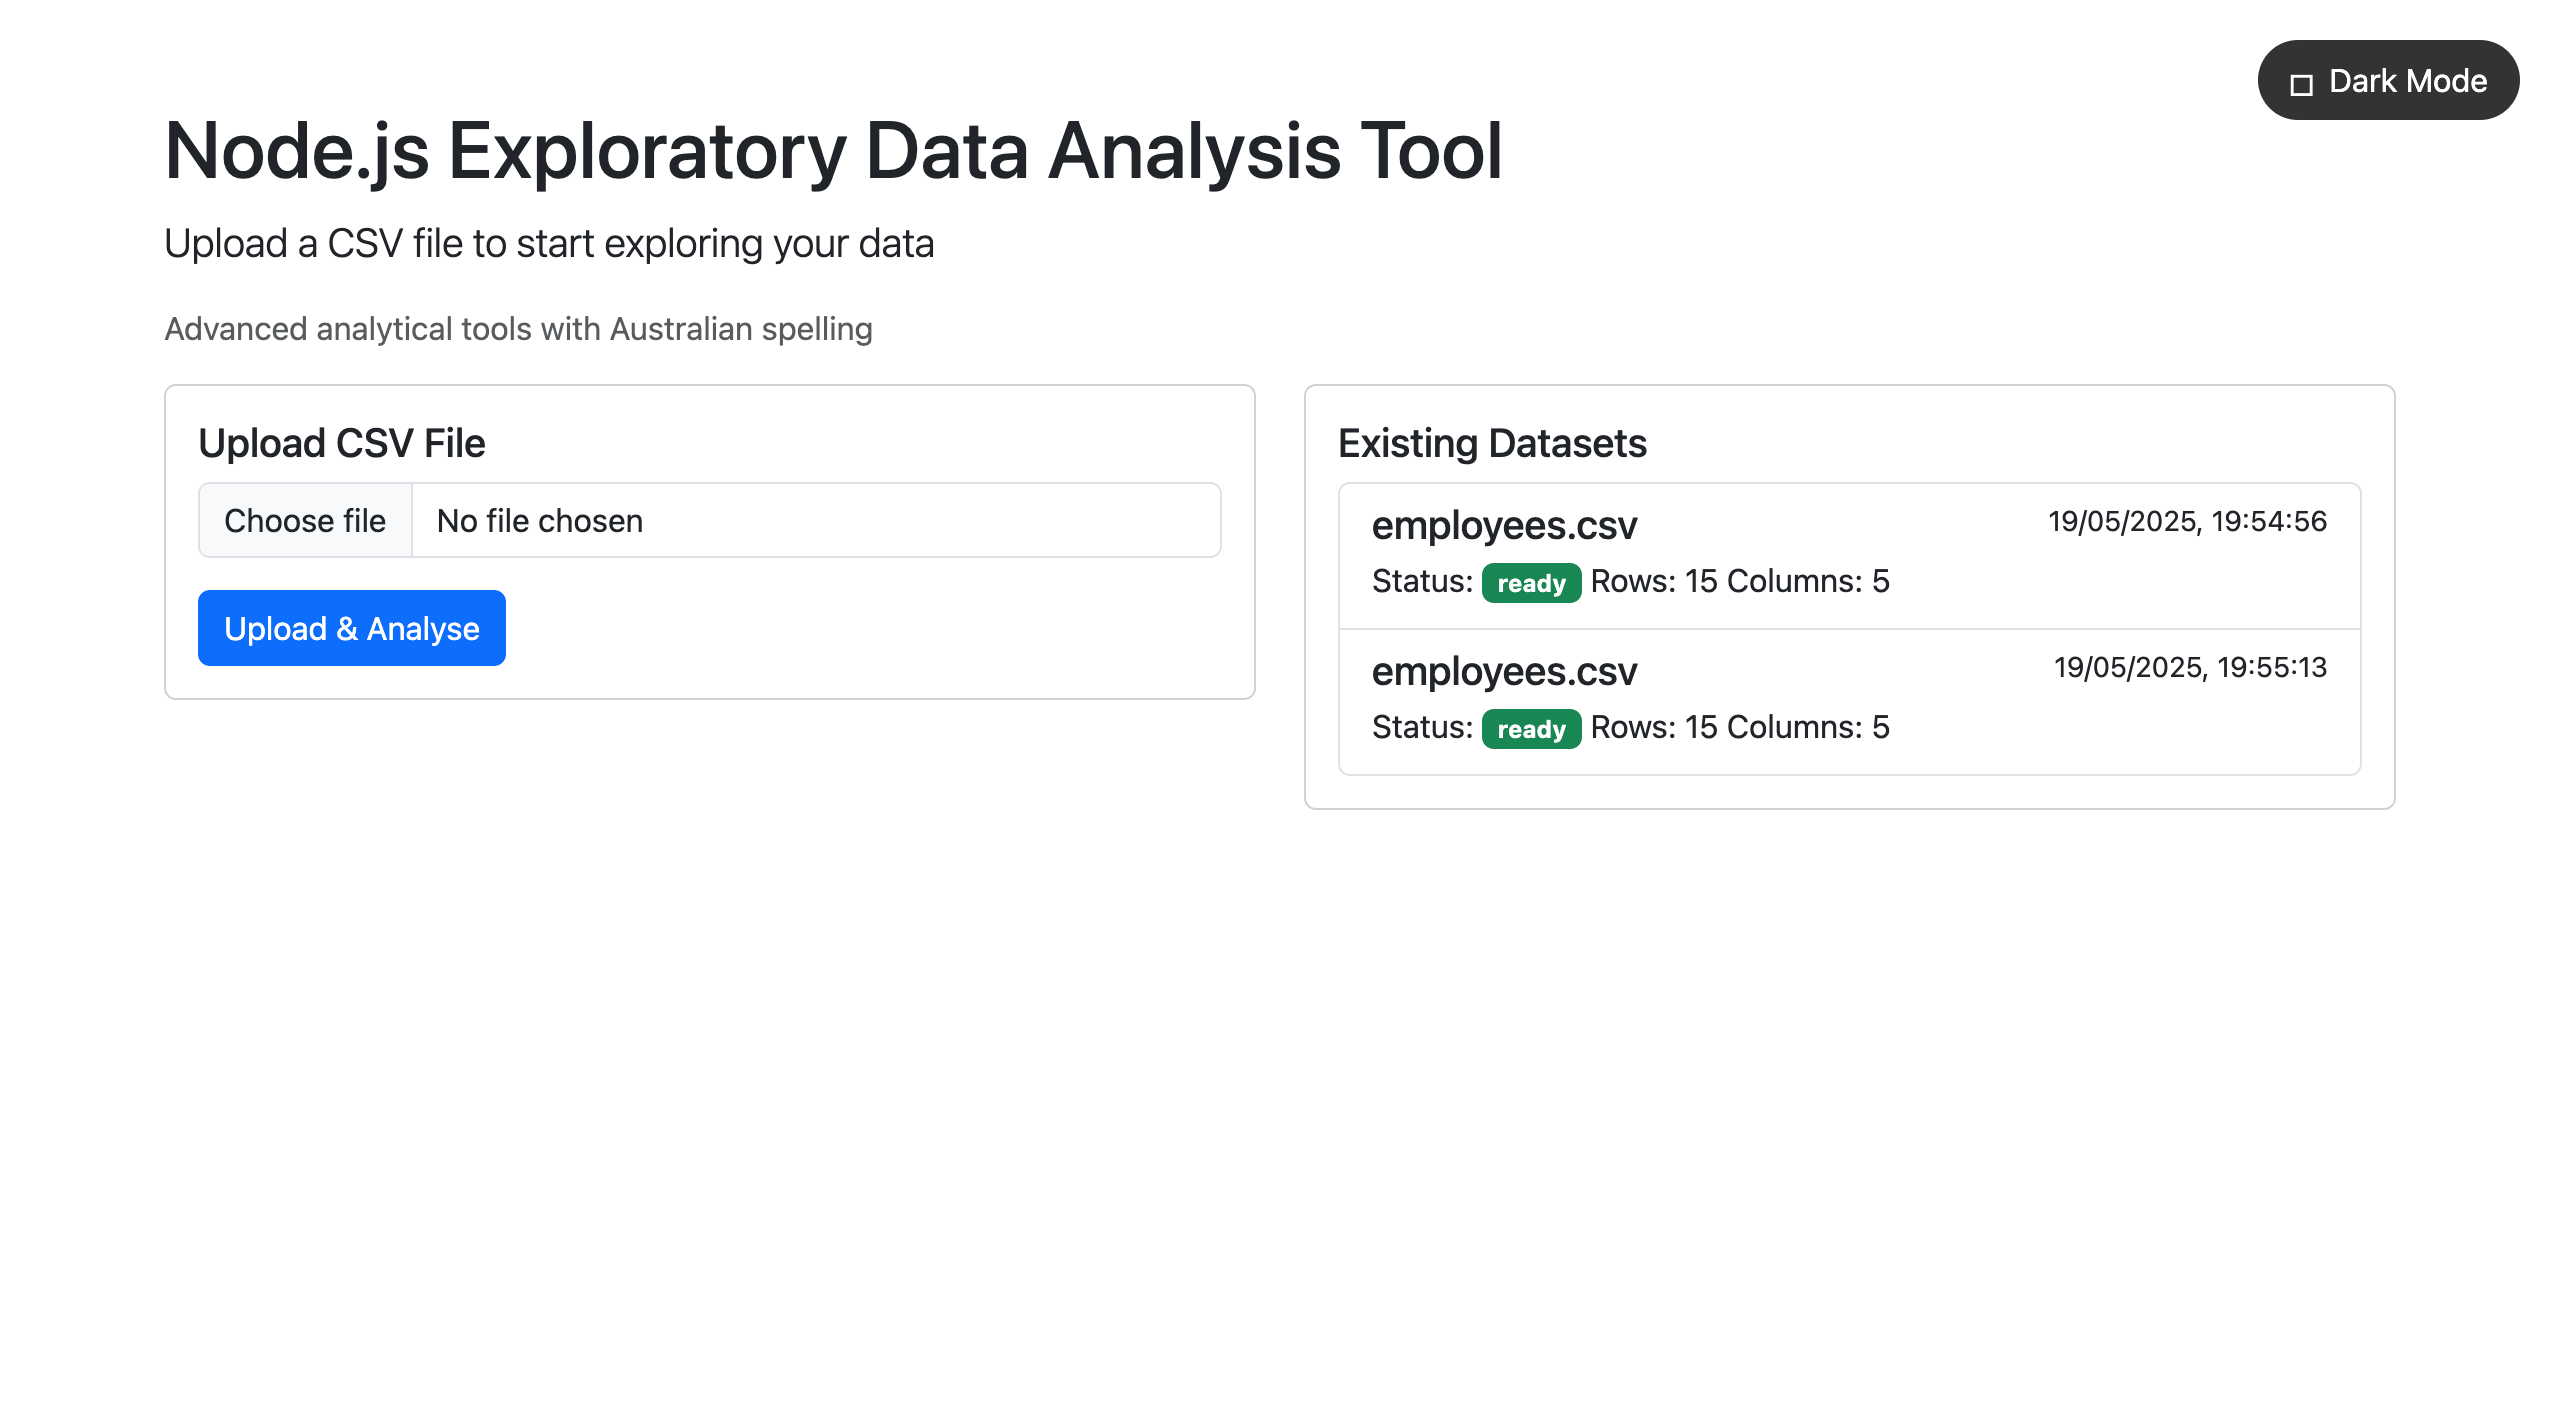 Dark Mode
Node.js Exploratory Data Analysis Tool
Upload a CSV file to start exploring your data
Advanced analytical tools with Australian spelling
Upload CSV File
Choose file No file chosen
Upload & Analyse
Existing Datasets
employees.csv 19/05/2025, 19:54:56
Status: ready Rows: 15 Columns: 5
employees.csv 19/05/2025, 19:55:13
Status: ready Rows: 15 Columns: 5